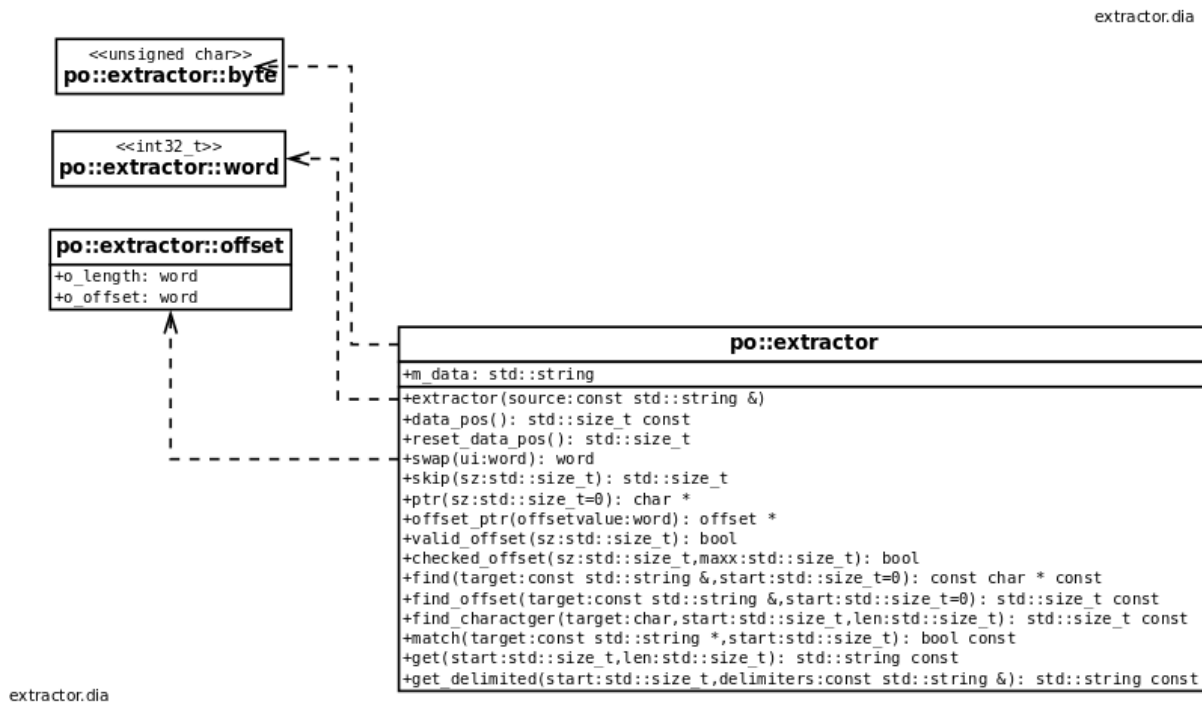 extractor.dia
<<unsigned char>>
po::extractor::byte
<<int32_t>>
po::extractor::word
po::extractor::offset
+o_length: word
+o_offset: word
po::extractor
+m_data: std::string
+extractor(source:const std::string &)
+data_pos(): std::size_t const
+reset_data_pos(): std::size_t
+swap(ui:word): word
+skip(sz:std::size_t): std::size_t
+ptr(sz:std::size_t=0): char *
+offset_ptr(offsetvalue:word): offset *
+valid_offset(sz:std::size_t): bool
+checked_offset(sz:std::size_t,maxx:std::size_t): bool
+find(target:const std::string &,start:std::size_t=0): const char * const
+find_offset(target:const std::string &,start:std::size_t=0): std::size_t const
+find_charactger(target:char,start:std::size_t,len:std::size_t): std::size_t const
+match(target:const std::string *,start:std::size_t): bool const
+get(start:std::size_t,len:std::size_t): std::string const
+get_delimited(start:std::size_t,delimiters:const std::string &): std::string const
extractor.dia